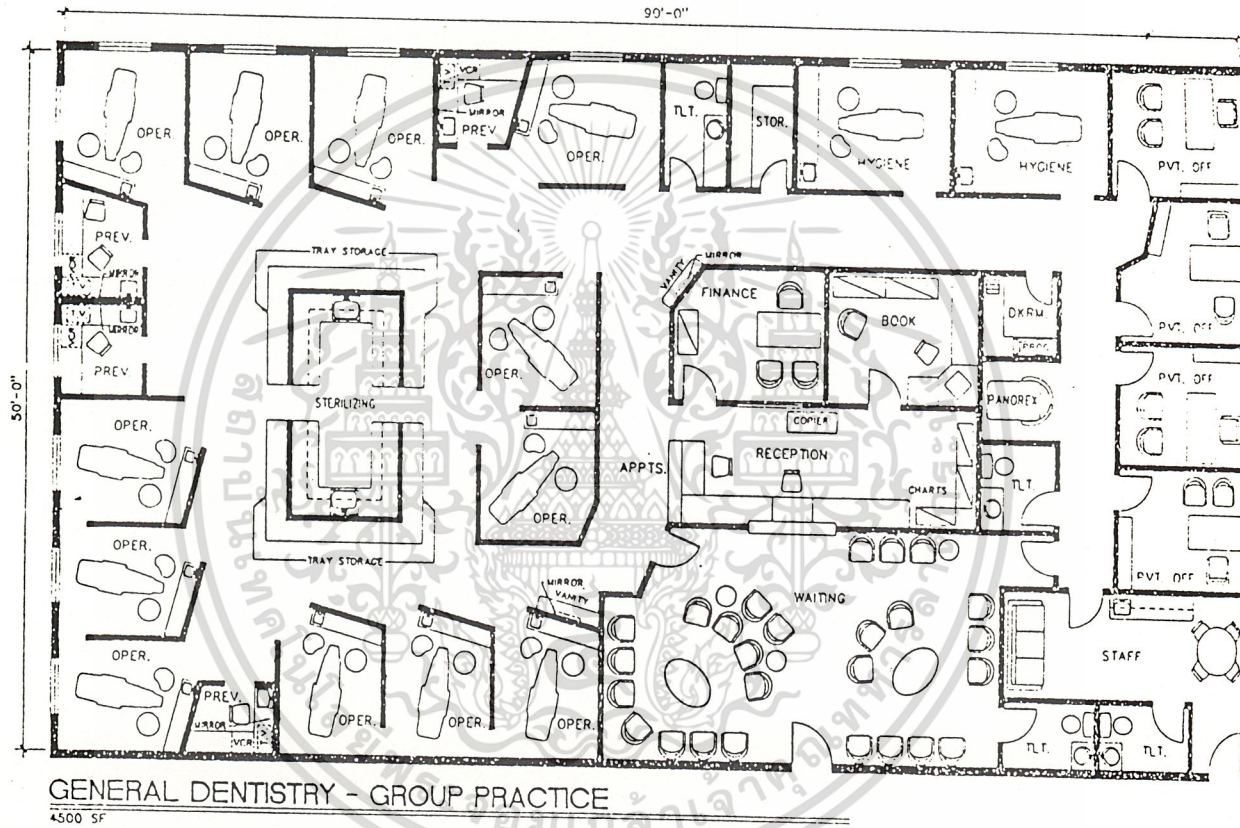 90'-0"
50'-0"
OPER.
OPER.
OPER.
VCR
MIRROR
PREV
OPER.
TLT.
STOR.
HYGIENE
HYGIENE
PVT. OFF
PREV.
MIRROR
VCR
TRAY STORAGE
VANITY
MIRROR
FINANCE
BOOK
DKRM.
PROC
PVT. OFF
T.V.
MIRROR
VCR
PREV
STERILIZING
OPER.
PANOREX
PVT. OFF
COPIER
OPER.
APPTS.
RECEPTION
CHARTS
TLT.
OPER.
TRAY STORAGE
OPER.
MIRROR
VANITY
WAITING
PVT. OFF
STAFF
OPER.
PREV.
MIRROR
VCR
OPER.
OPER.
OPER.
TLT.
TLT.
GENERAL DENTISTRY - GROUP PRACTICE
4500 SF